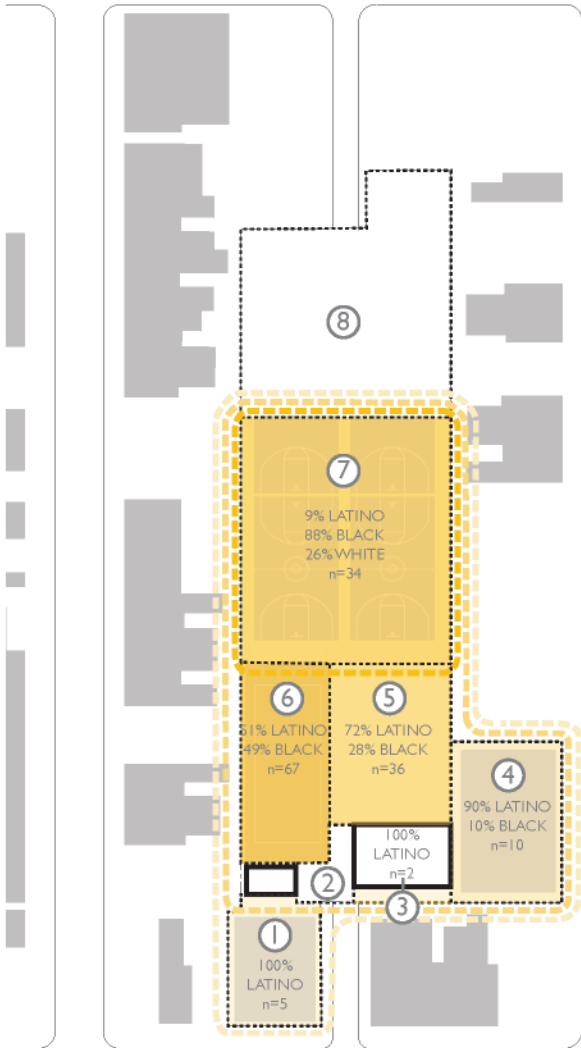 8
7
9% LATINO
88% BLACK
26% WHITE
n=34
6
51% LATINO
49% BLACK
n=67
5
72% LATINO
28% BLACK
n=36
4
90% LATINO
10% BLACK
n=10
100%
LATINO
n=2
2
3
1
100%
LATINO
n=5